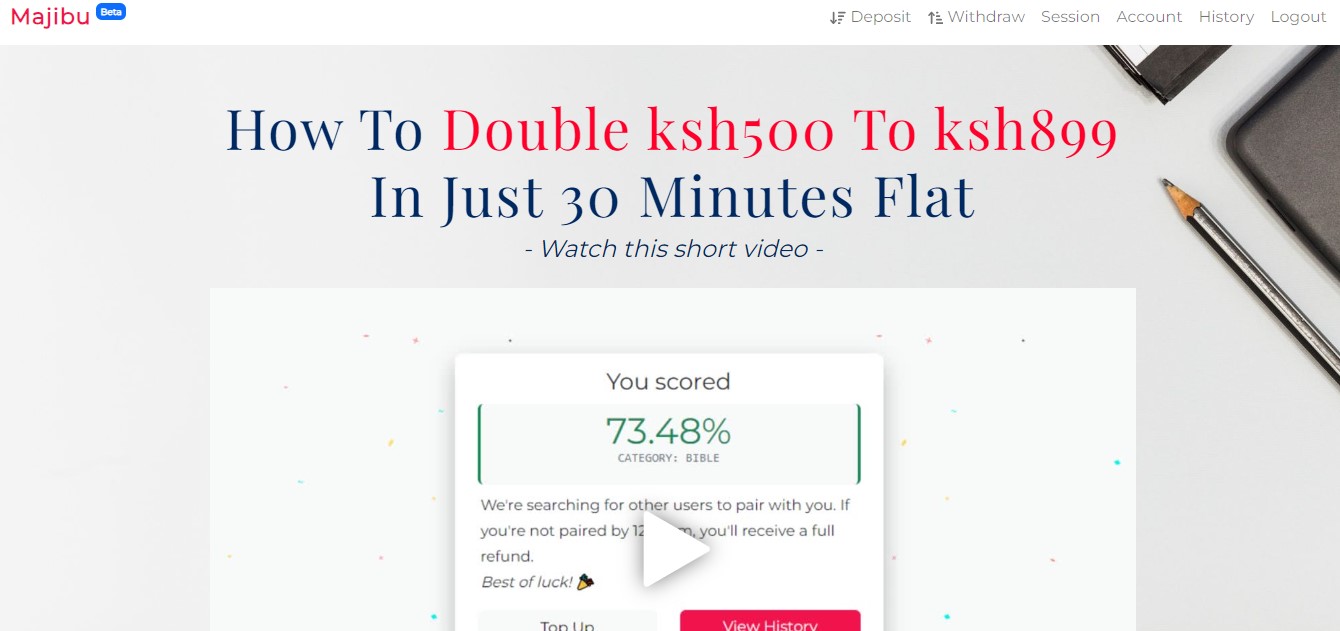 Majibu Beta
Deposit Withdraw Session Account History Logout
How To Double ksh500 To ksh899
In Just 30 Minutes Flat
- Watch this short video -
You scored
73.48%
CATEGORY: BIBLE
We're searching for other users to pair with you. If
you're not paired by you'll receive a full
refund.
Best of luck!
Top Up View History